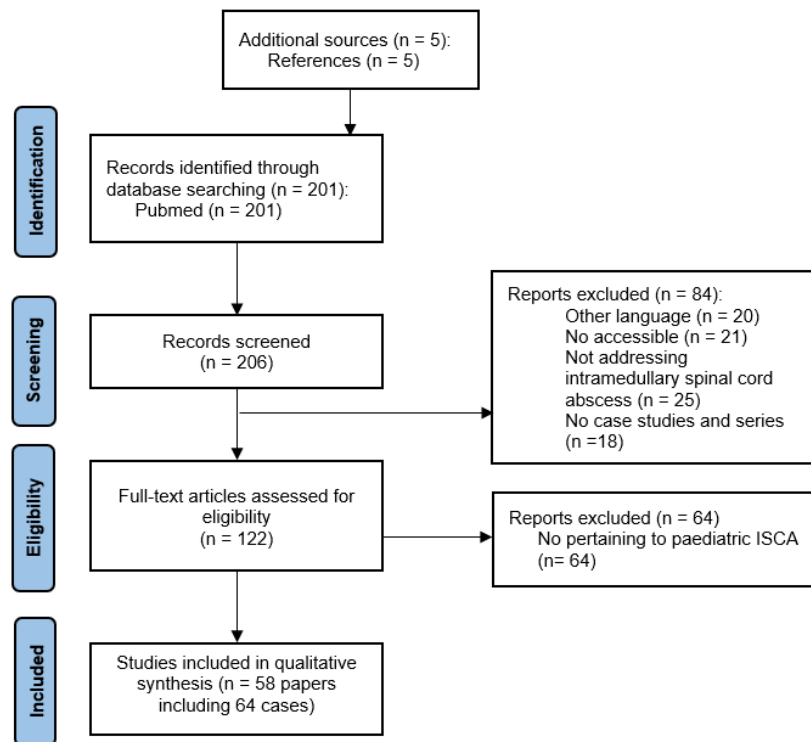 Additional sources (n = 5):
References (n = 5)
Identification
Records identified through
database searching (n = 201):
Pubmed (n = 201)
Screening
Records screened
(n = 206)
Reports excluded (n = 84):
Other language (n = 20)
No accessible (n = 21)
Not addressing
intramedullary spinal cord
abscess (n = 25)
No case studies and series
(n =18)
Eligibility
Full-text articles assessed for
eligibility
(n = 122)
Reports excluded (n = 64)
No pertaining to paediatric ISCA
(n= 64)
Included
Studies included in qualitative
synthesis (n = 58 papers
including 64 cases)